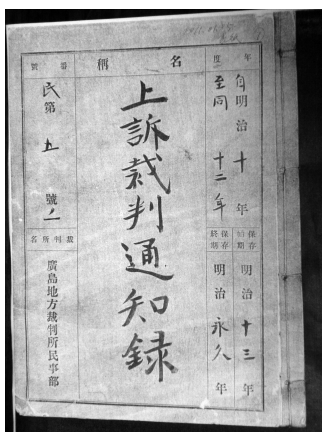 年度
自明治十年
至同十二年
保存始期
明治十三年
保存終期
明治永久年
名稱
上訴裁判通知録
番號
民第五號ノ一
裁判所名
廣島地方裁判所民事部